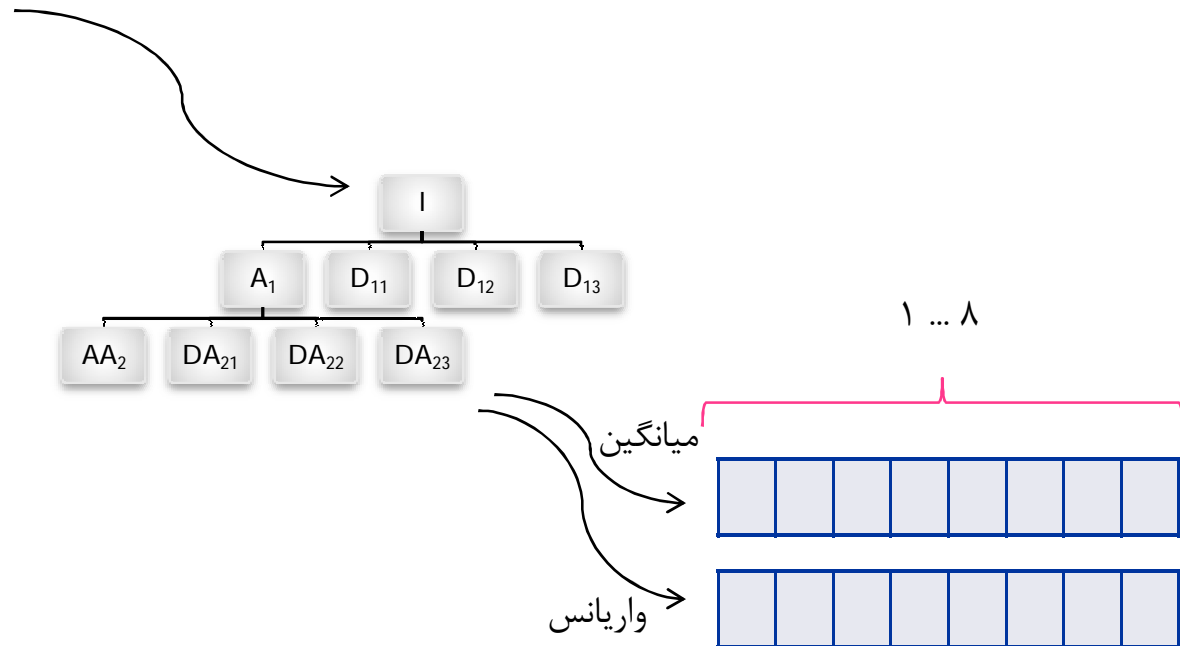 I
A₁ D₁₁ D₁₂ D₁₃
AA₂ DA₂₁ DA₂₂ DA₂₃
۱ ... ۸
میانگین
واریانس